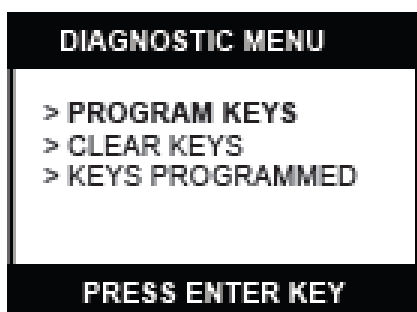 DIAGNOSTIC MENU
> PROGRAM KEYS
> CLEAR KEYS
> KEYS PROGRAMMED
PRESS ENTER KEY